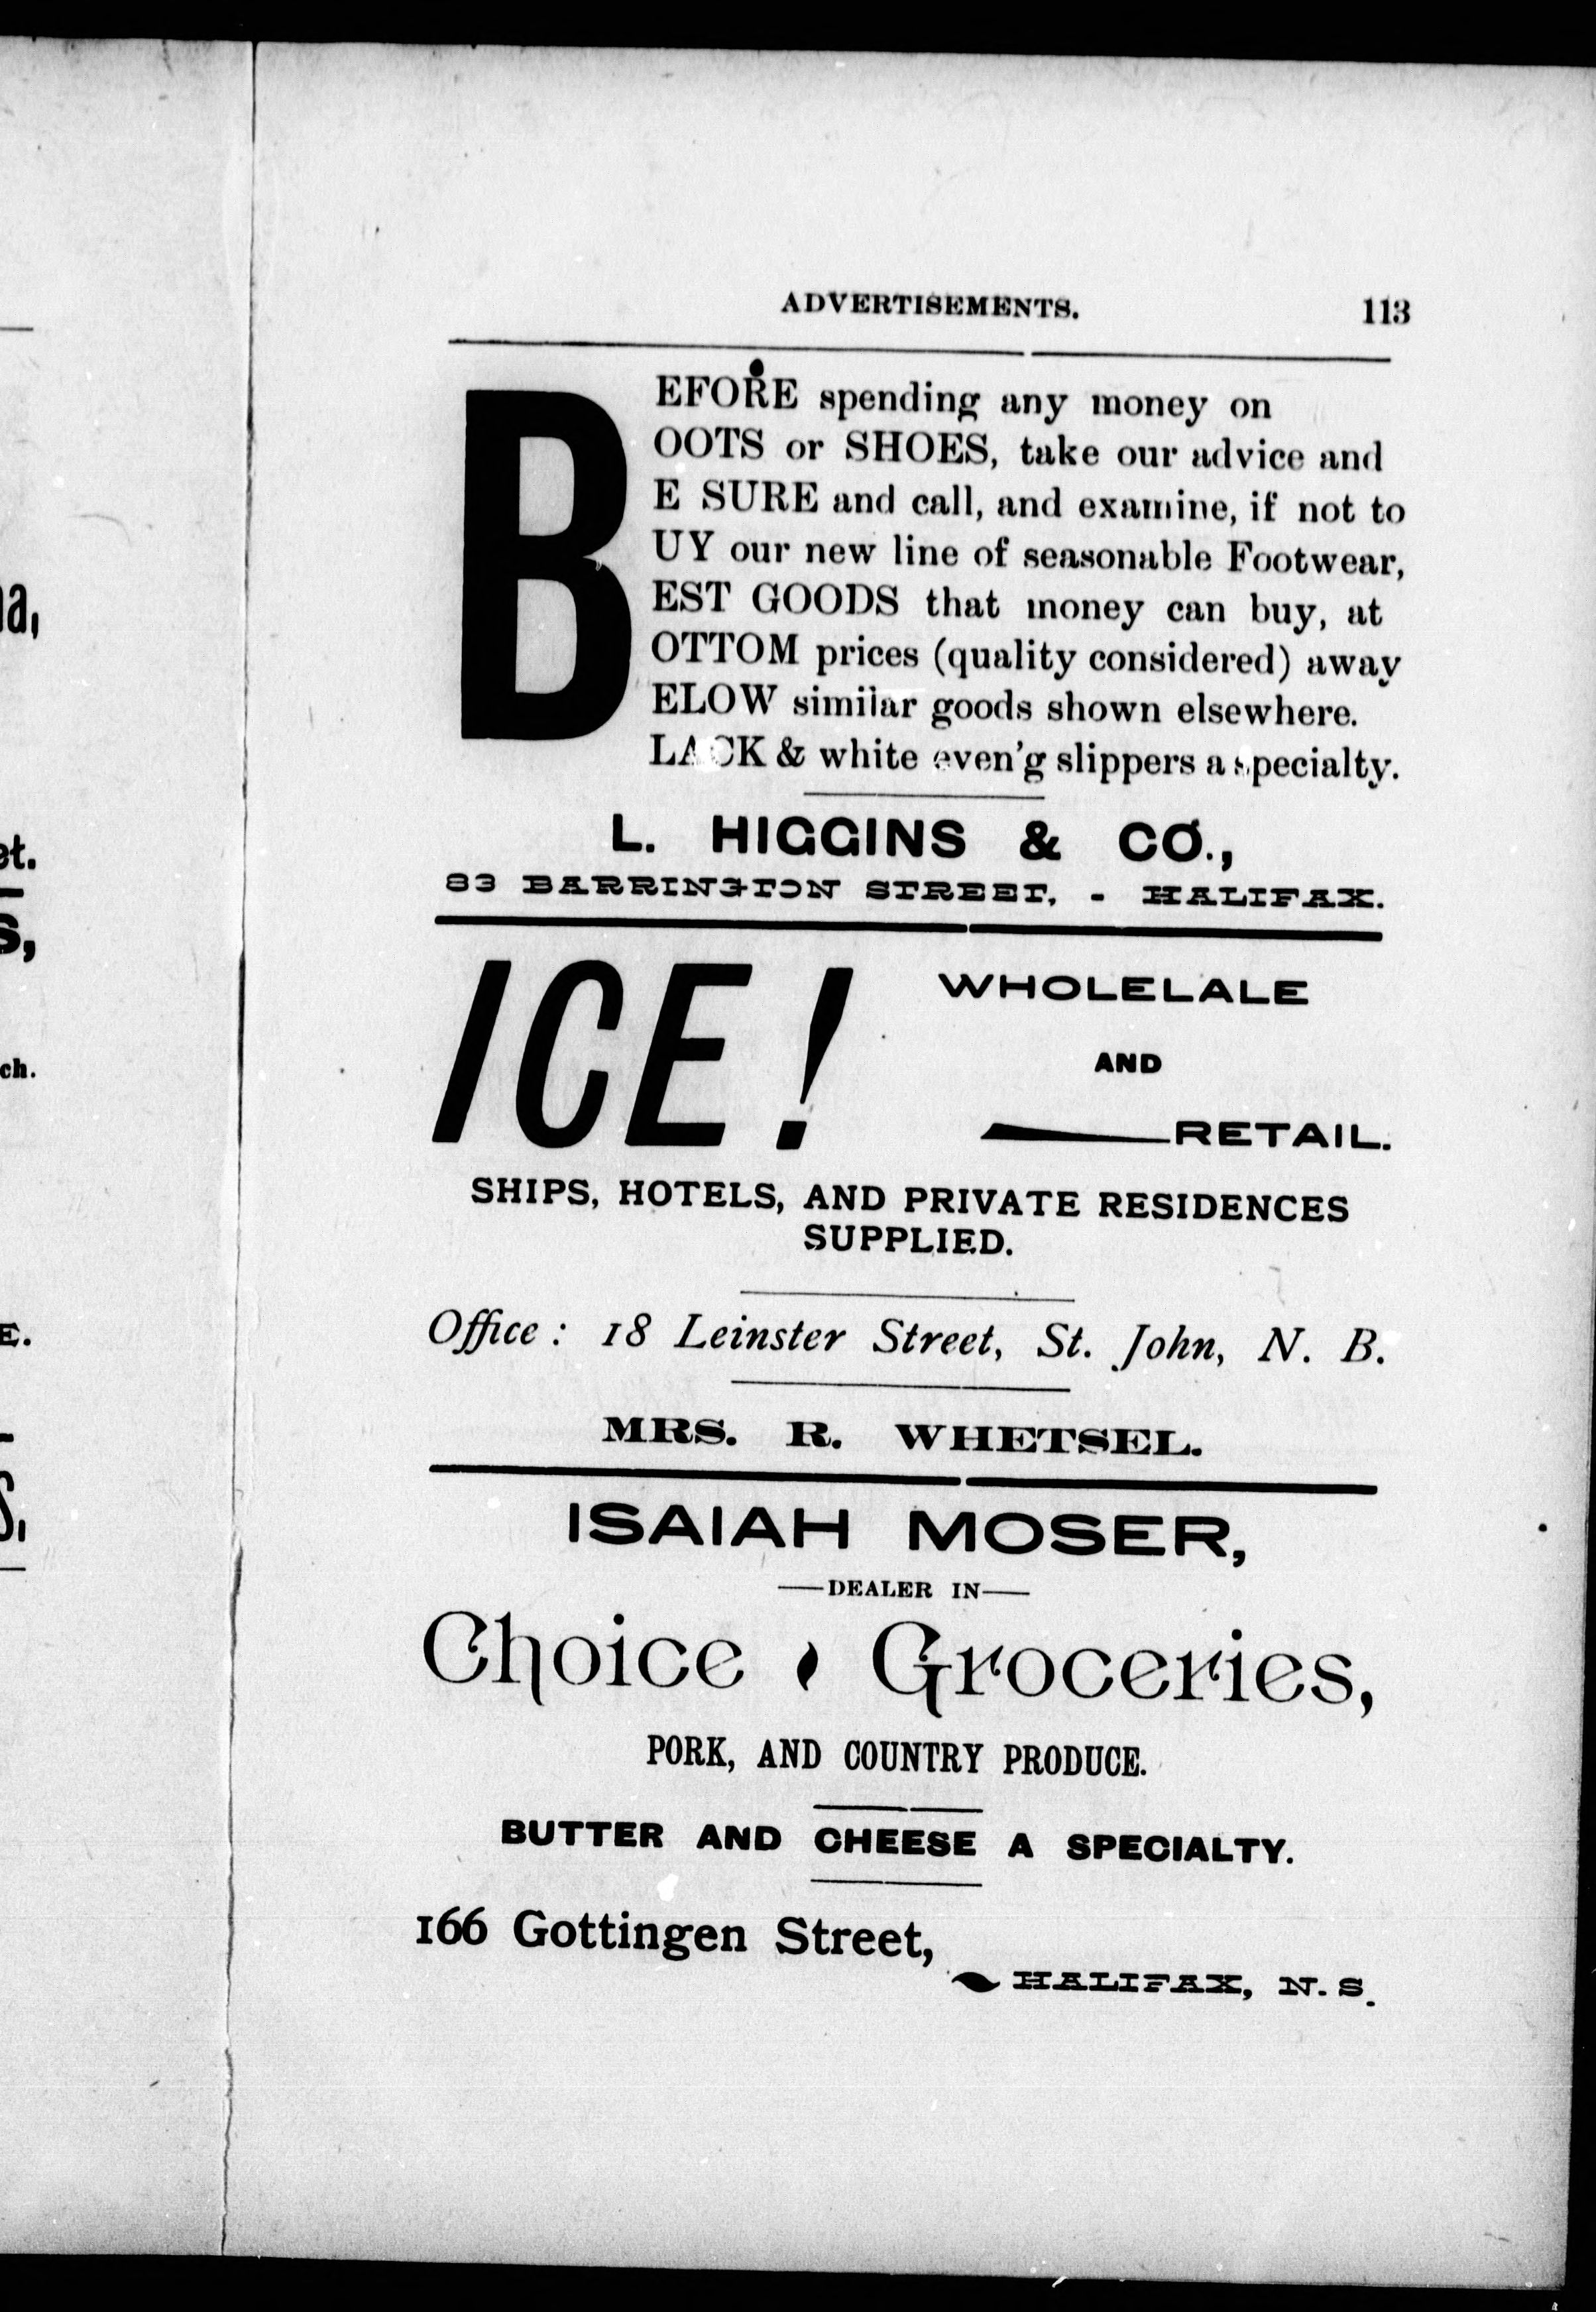 ADVERTISEMENTS. 113
B
EFORE spending any money on
OOTS or SHOES, take our advice and
E SURE and call, and examine, if not to
UY our new line of seasonable Footwear,
EST GOODS that money can buy, at
OTTOM prices (quality considered) away
ELOW similar goods shown elsewhere.
LACK & white even'g slippers a specialty.
L. HIGGINS & CO.,
83 BARRINGTON STREET, - HALIFAX.
ICE!
WHOLELALE
AND
RETAIL.
SHIPS, HOTELS, AND PRIVATE RESIDENCES
SUPPLIED.
Office: 18 Leinster Street, St. John, N. B.
MRS. R. WHETSEL.
ISAIAH MOSER,
—DEALER IN—
Choice Groceries,
PORK, AND COUNTRY PRODUCE.
BUTTER AND CHEESE A SPECIALTY.
166 Gottingen Street,
HALIFAX, N. S.